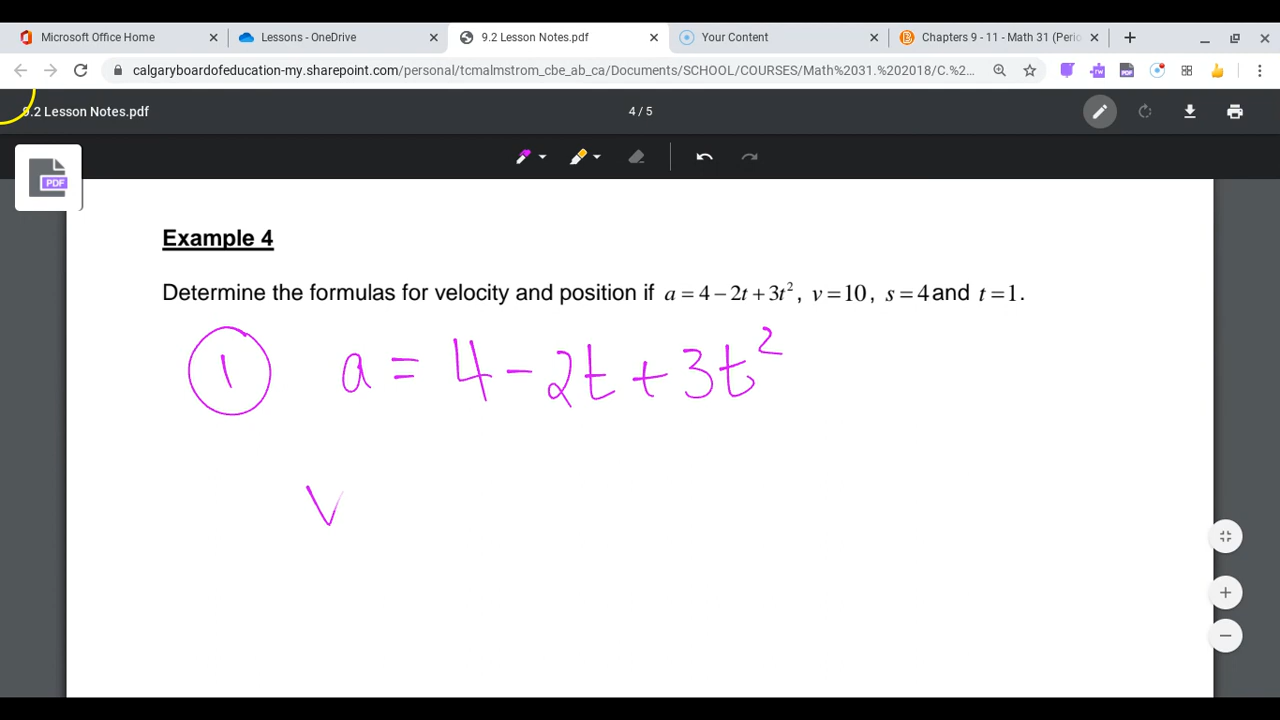 Microsoft Office Home
Lessons - OneDrive
9.2 Lesson Notes.pdf
Your Content
Chapters 9 - 11 - Math 31 (Perio
calgaryboardofeducation-my.sharepoint.com/personal/tcmalmstrom_cbe_ab_ca/Documents/SCHOOL/COURSES/Math%2031.%202018/C.%2...
9.2 Lesson Notes.pdf
4 / 5
PDF
Example 4
Determine the formulas for velocity and position if a = 4 − 2t + 3t², v = 10, s = 4 and t = 1.
1 a = 4 - 2t + 3t²
V